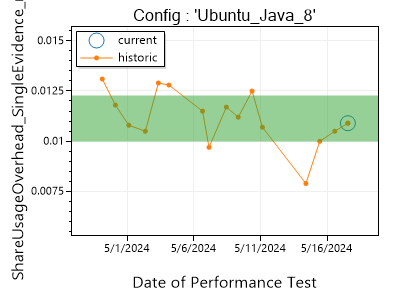 Config : 'Ubuntu_Java_8'
ShareUsageOverhead_SingleEvidence_
0.015
0.0125
0.01
0.0075
current
historic
5/1/2024
5/6/2024
5/11/2024
5/16/2024
Date of Performance Test